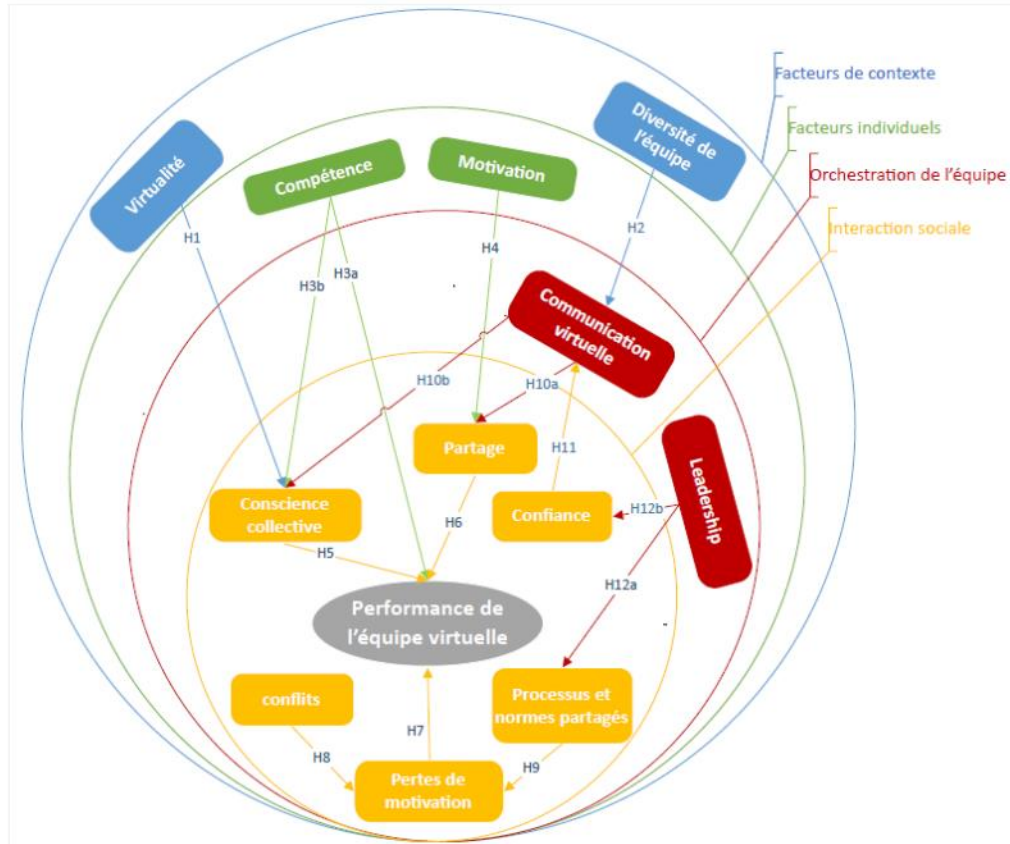 Facteurs de contexte
Diversité de
l'équipe
Facteurs individuels
Virtualité
Compétence
Motivation
Orchestration de l'équipe
Interaction sociale
H1
H2
H4
H3a
H3b
Communication
virtuelle
H10b
H10a
Partage
H11
Leadership
Conscience
collective
Confiance
H12b
H6
H5
H12a
Performance de
l'équipe virtuelle
conflits
Processus et
normes partagés
H7
H8
H9
Pertes de
motivation